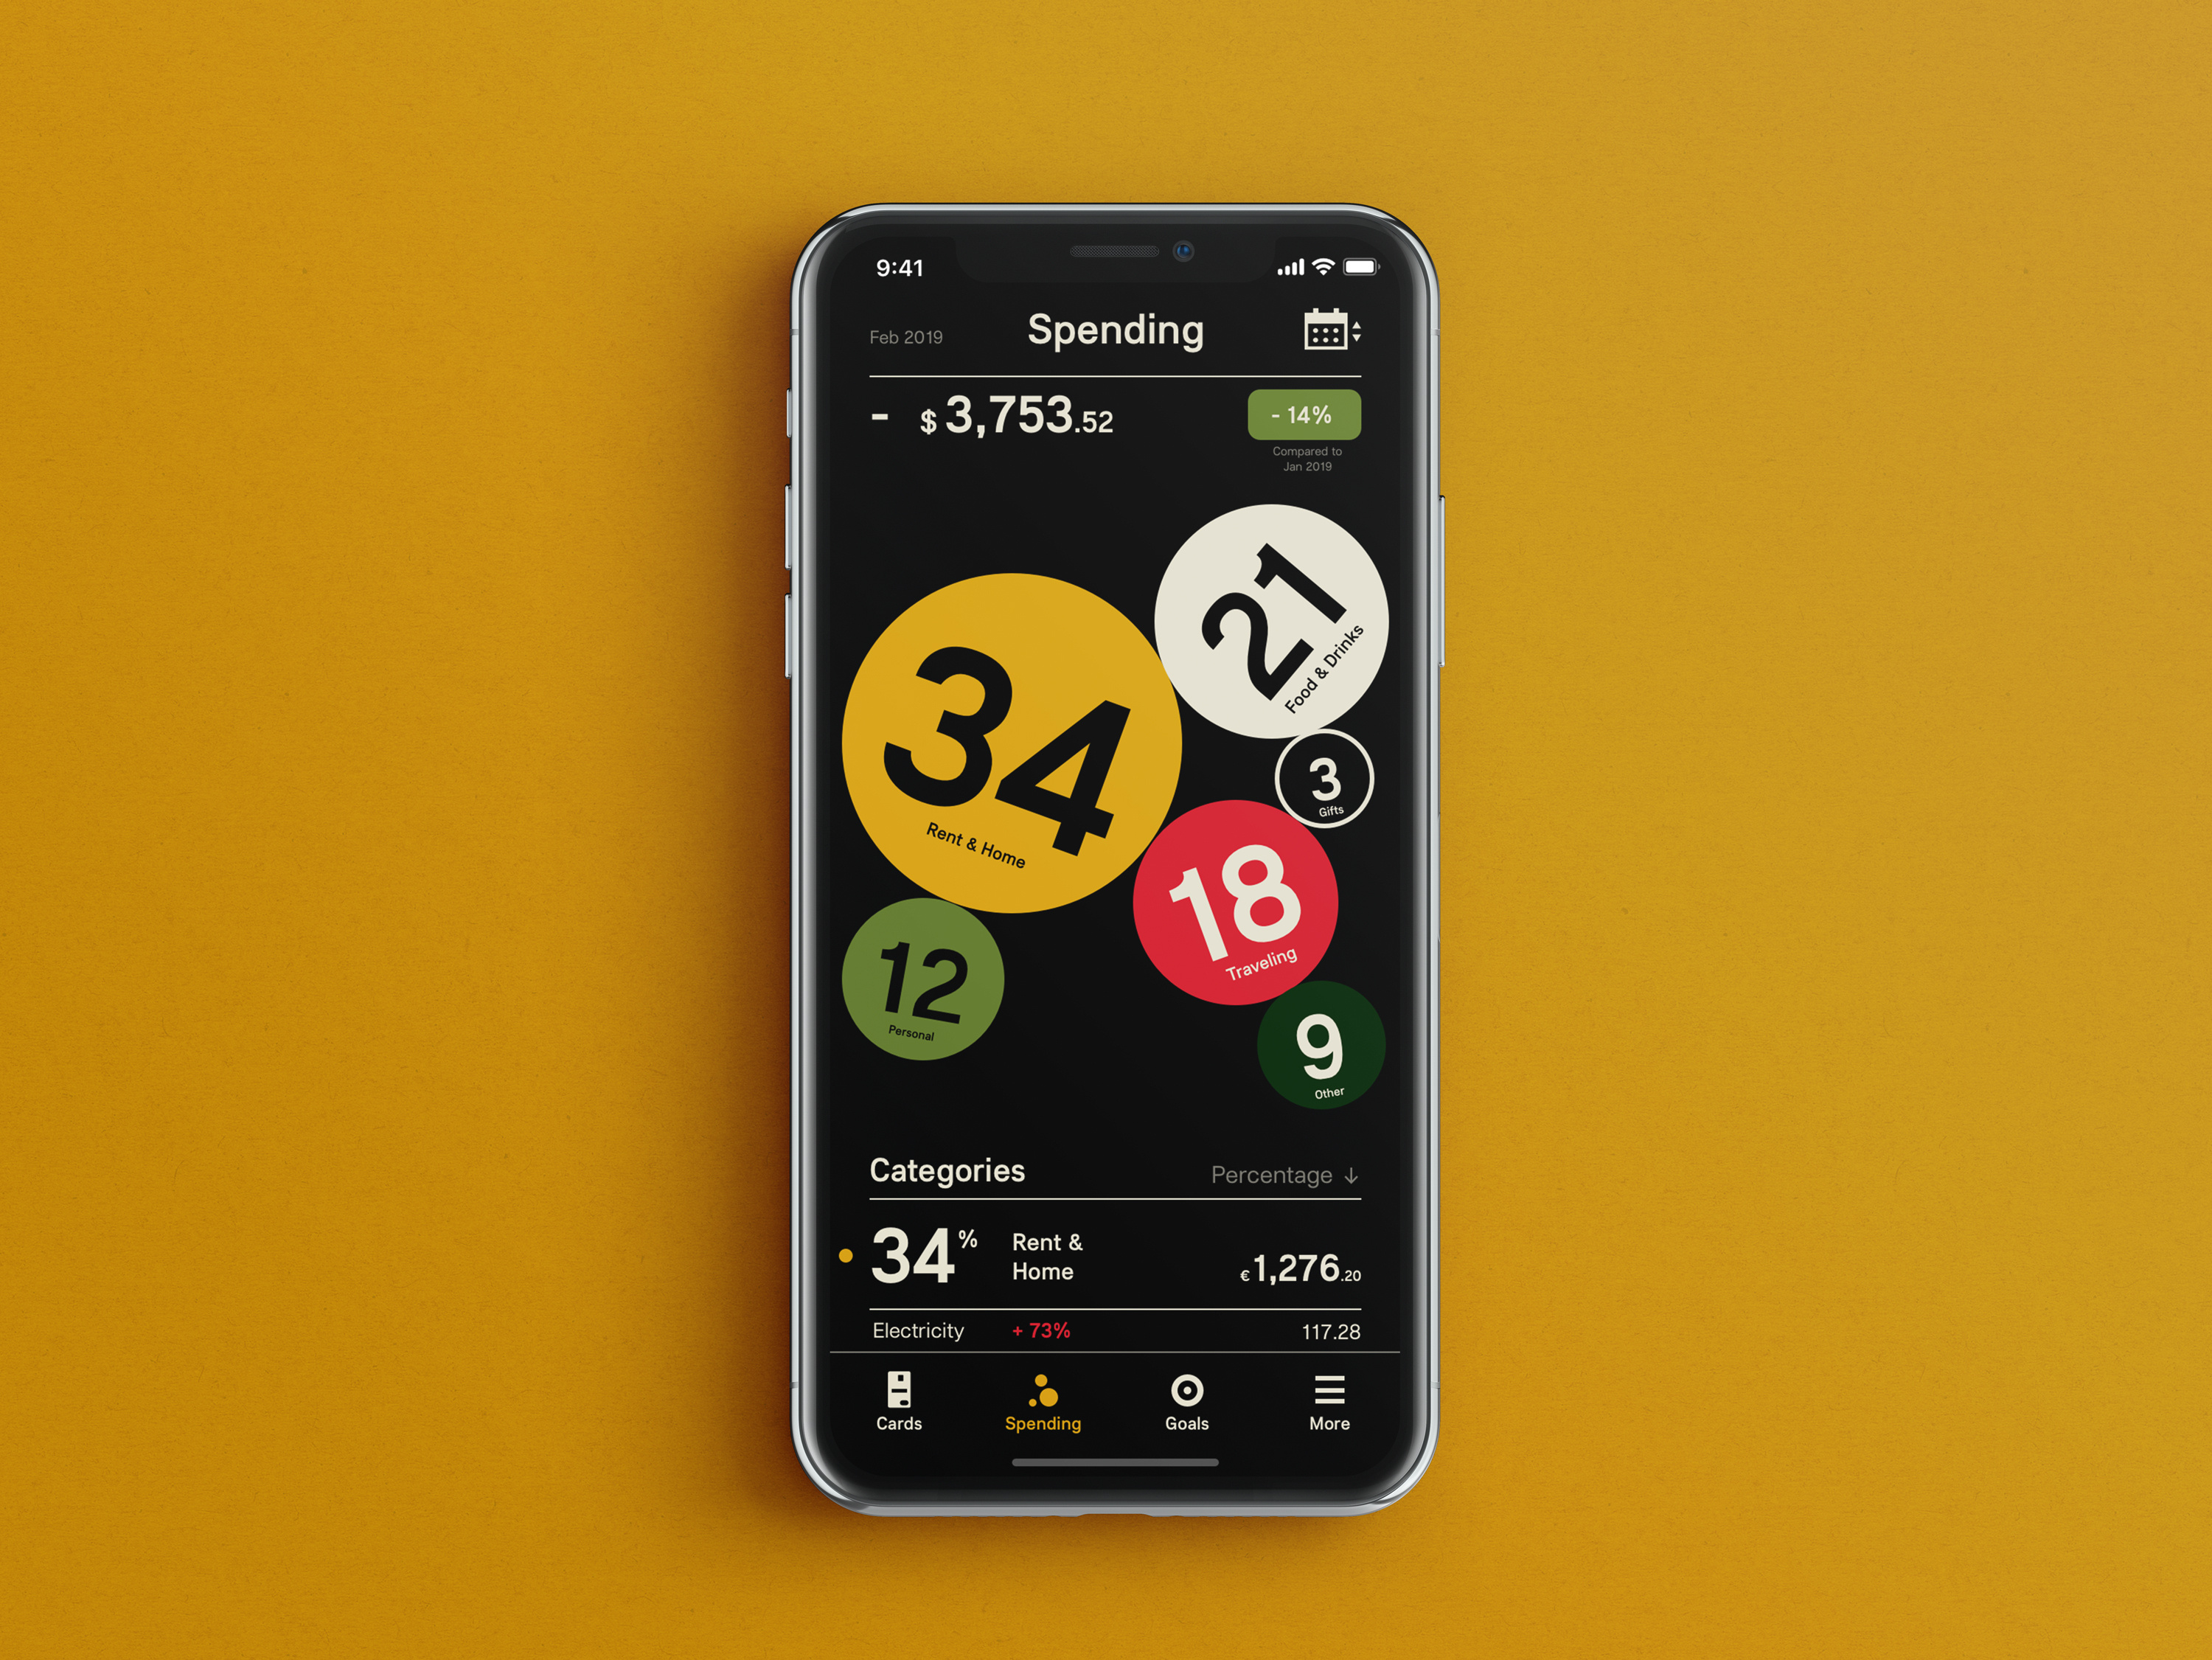 9:41
Feb 2019
Spending
- $3,753.52
- 14%
Compared to
Jan 2019
21
Food & Drinks
34
Rent & Home
3
Gifts
18
Traveling
12
Personal
9
Other
Categories
Percentage ↓
34%
Rent &
Home
€1,276.20
Electricity
+ 73%
117.28
Cards
Spending
Goals
More